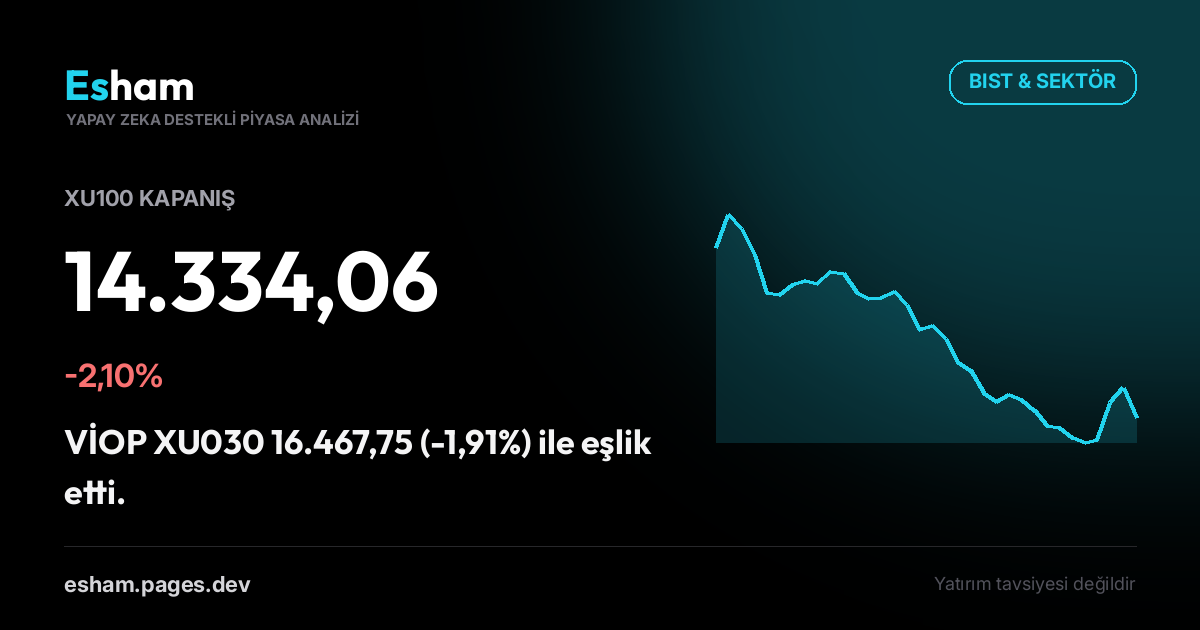 Esham
YAPAY ZEKA DESTEKLİ PİYASA ANALİZİ
BIST & SEKTÖR
XU100 KAPANIŞ
14.334,06
-2,10%
VİOP XU030 16.467,75 (-1,91%) ile eşlik
etti.
esham.pages.dev
Yatırım tavsiyesi değildir